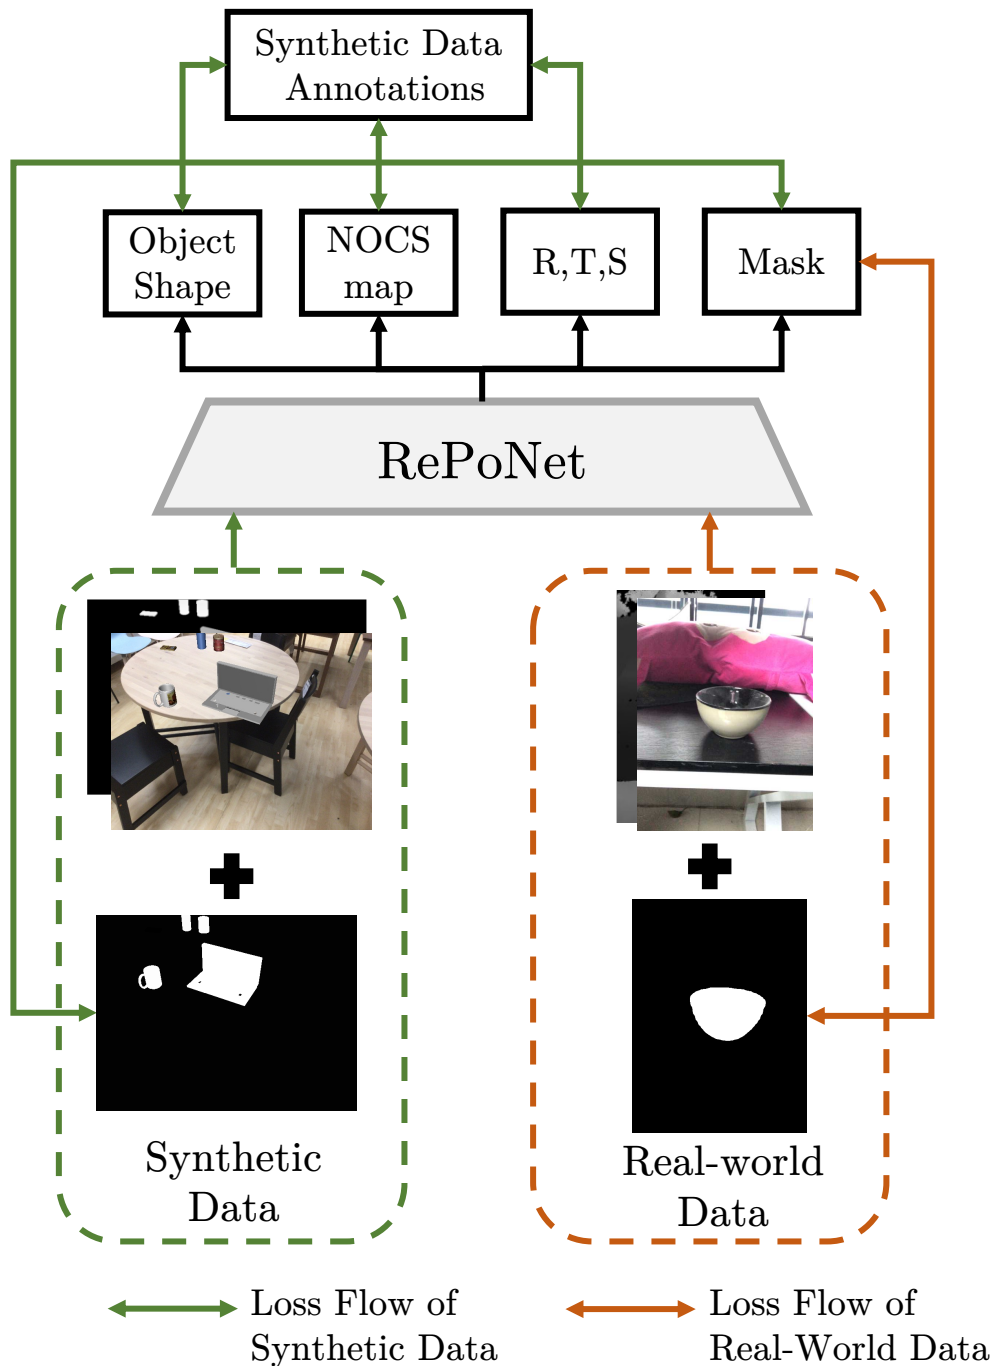 Synthetic Data
Annotations
Object
Shape
NOCS
map
R,T,S
Mask
RePoNet
Synthetic
Data
Real-world
Data
Loss Flow of
Synthetic Data
Loss Flow of
Real-World Data